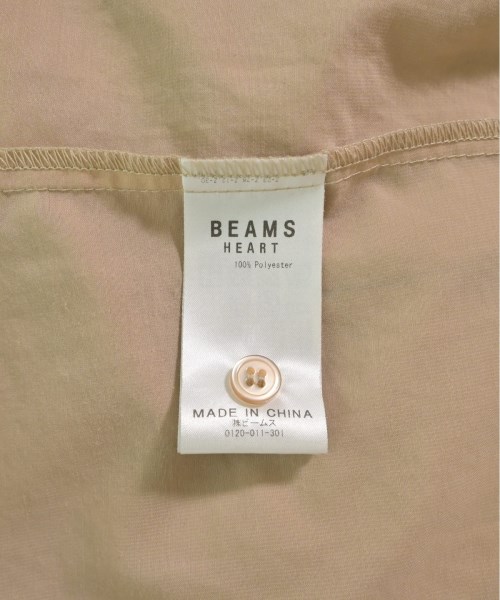 BEAMS
HEART
100% Polyester
MADE IN CHINA
㈱ビームス
0120-011-301